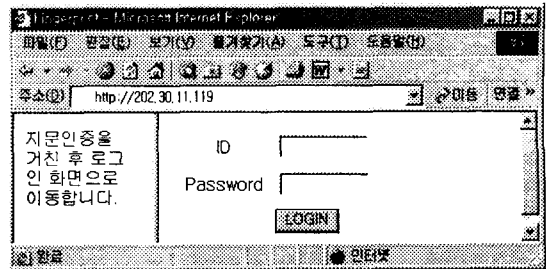 Fingerprint - Microsoft Internet Explorer
파일(F) 편집(E) 보기(V) 즐겨찾기(A) 도구(T) 도움말(H)
주소(D) http://202.30.11.119 이동 연결 »
지문인증을
거친 후 로그
인 화면으로
이동합니다.
ID
Password
LOGIN
완료 인터넷